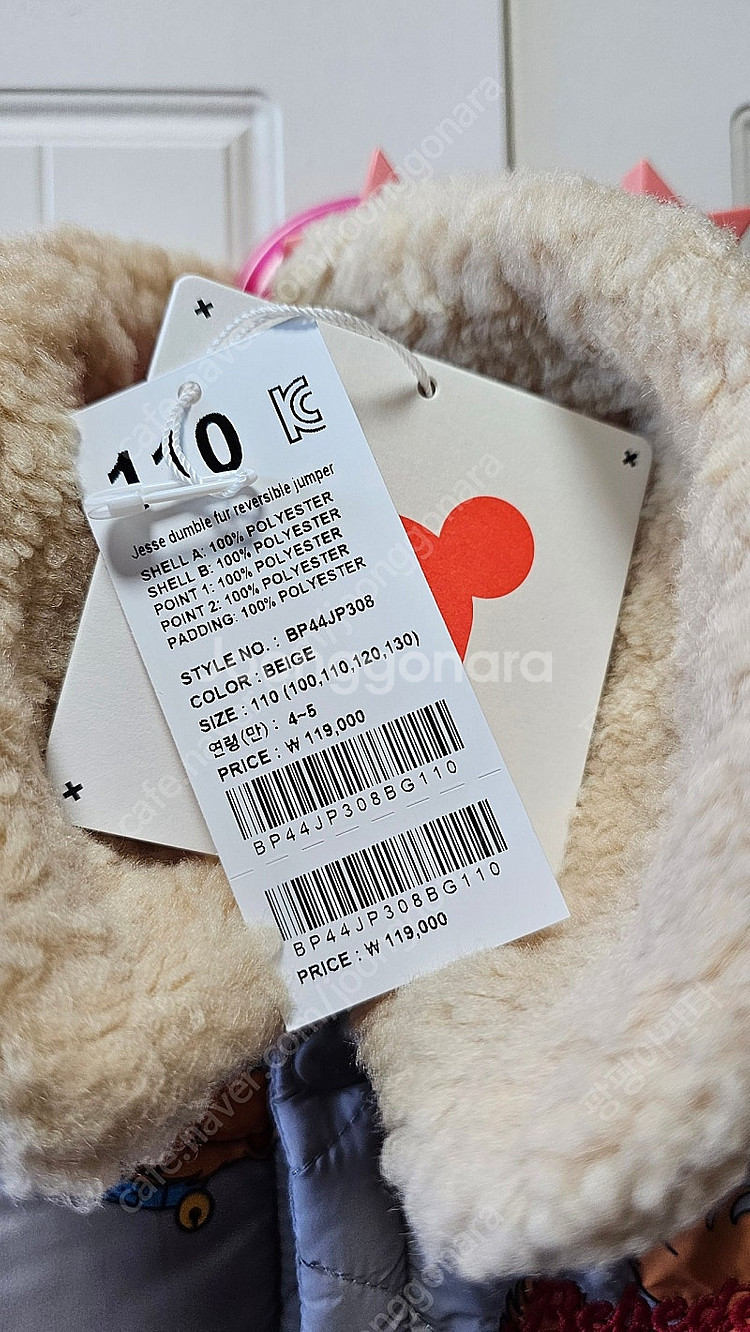 110
Jesse dumble fur reversible jumper
SHELL A: 100% POLYESTER
SHELL B: 100% POLYESTER
POINT 1: 100% POLYESTER
POINT 2: 100% POLYESTER
PADDING: 100% POLYESTER
STYLE NO. : BP44JP308
COLOR : BEIGE
SIZE : 110 (100,110,120,130)
연령(만) : 4~5
PRICE : ₩ 119,000
BP44JP308BG110
BP44JP308BG110
PRICE : ₩ 119,000
Joonggonara
Bebede